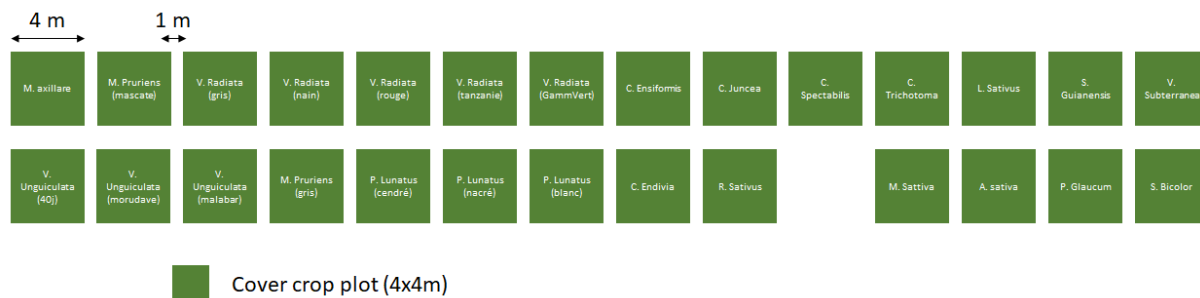 4 m
1 m
M. axillare
M. Pruriens
(mascate)
V. Radiata
(gris)
V. Radiata
(nain)
V. Radiata
(rouge)
V. Radiata
(tanzanie)
V. Radiata
(GammVert)
C. Ensiformis
C. Juncea
C.
Spectabilis
C.
Trichotoma
L. Sativus
S.
Guianensis
V.
Subterranea
V.
Unguiculata
(40j)
V.
Unguiculata
(morudave)
V.
Unguiculata
(malabar)
M. Pruriens
(gris)
P. Lunatus
(cendré)
P. Lunatus
(nacré)
P. Lunatus
(blanc)
C. Endivia
R. Sativus
M. Sattiva
A. sativa
P. Glaucum
S. Bicolor
Cover crop plot (4x4m)